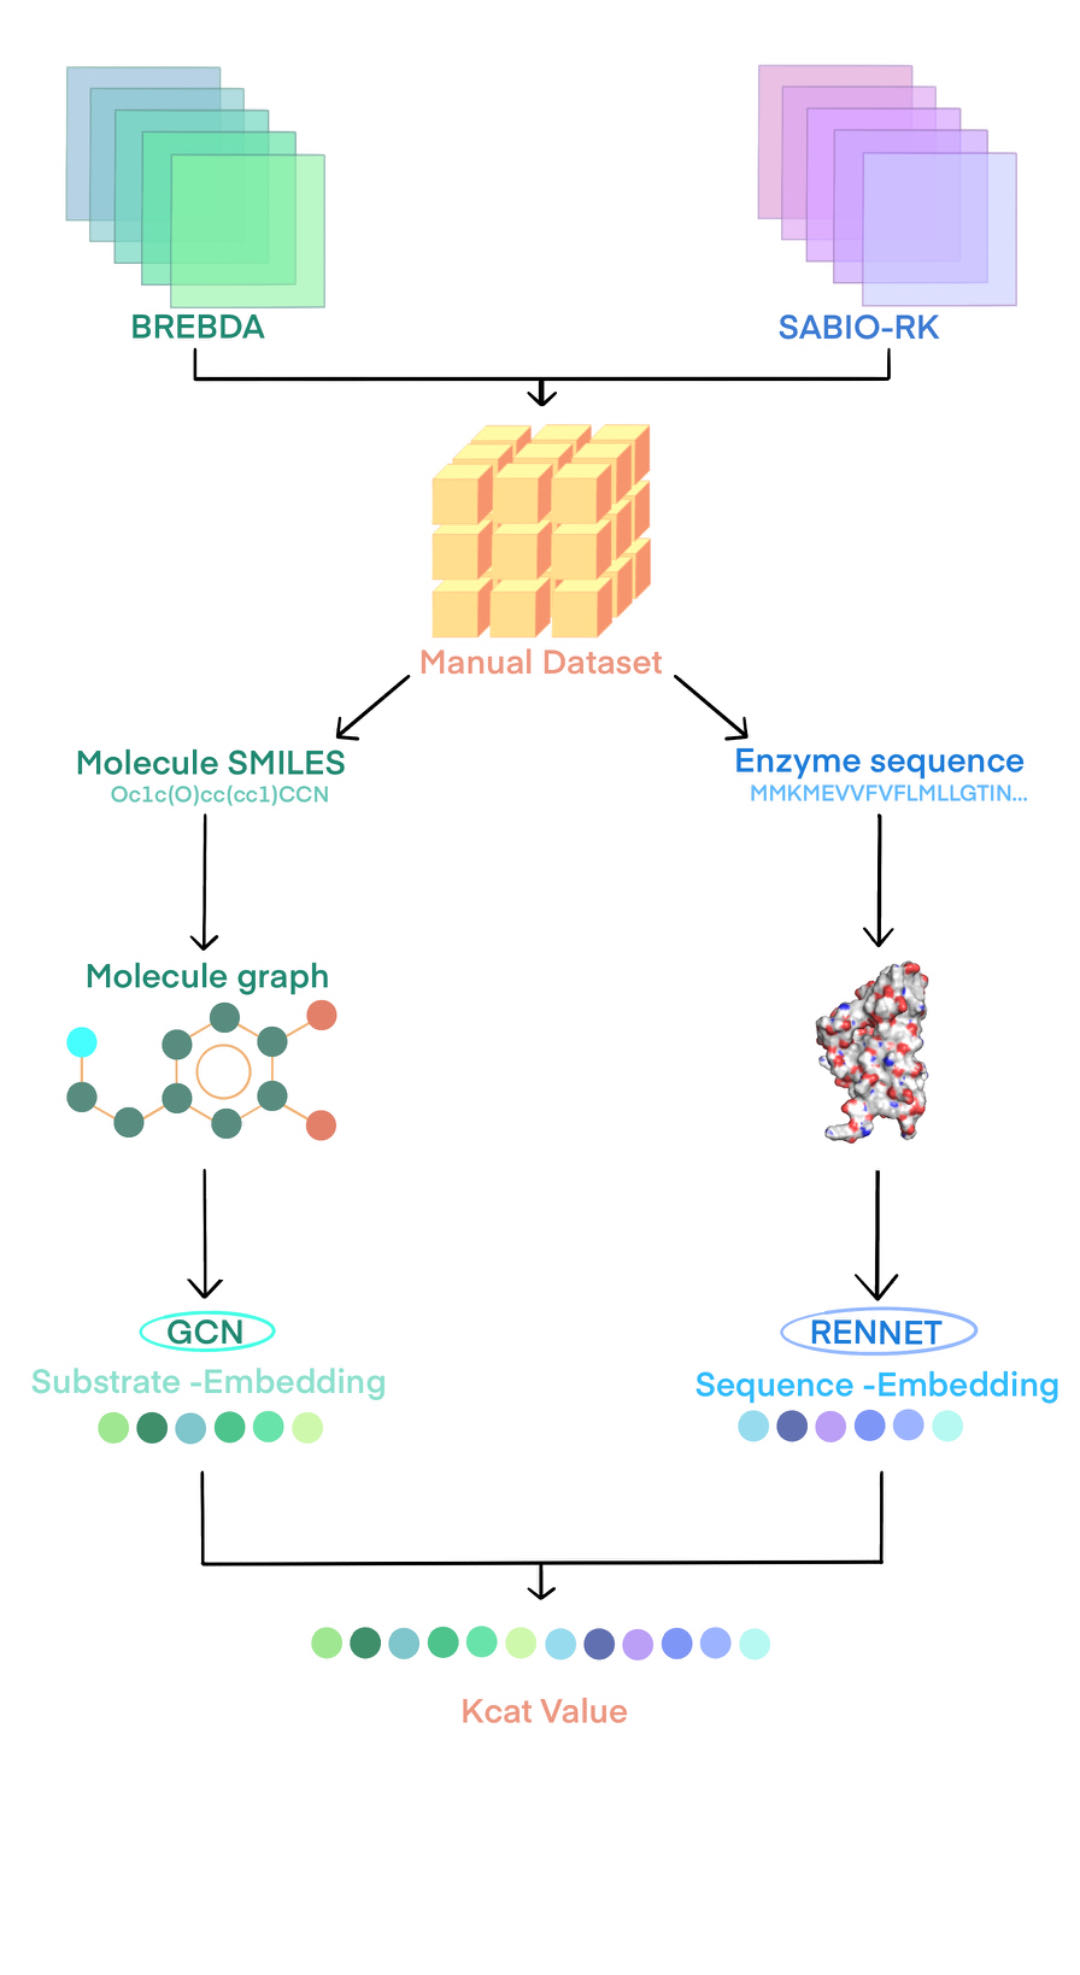 BREBDA
SABIO-RK
Manual Dataset
Molecule SMILES
Oc1c(O)cc(cc1)CCN
Enzyme sequence
MMKMEVVFVFLMLLGTIN...
Molecule graph
GCN
Substrate -Embedding
RENNET
Sequence -Embedding
Kcat Value